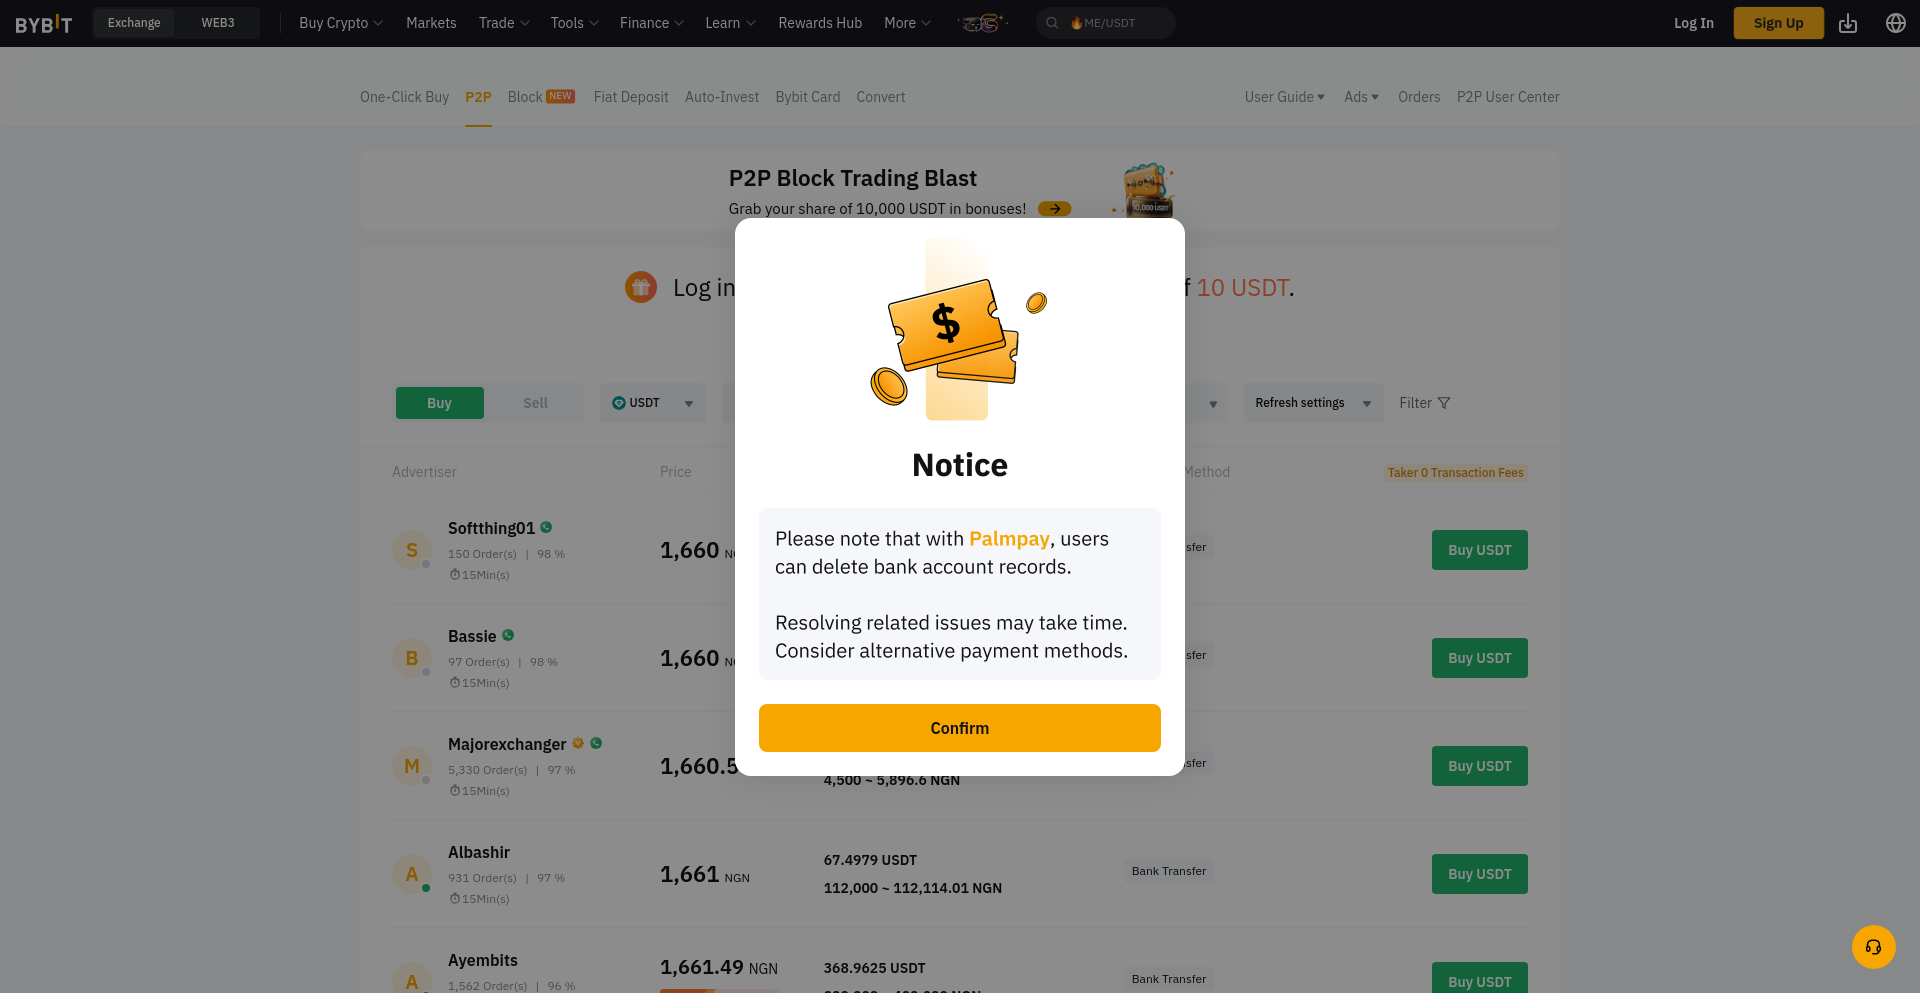 BYBIT Exchange WEB3 Buy Crypto Markets Trade Tools Finance Learn Rewards Hub More ME/USDT Log In Sign Up
One-Click Buy P2P Block NEW Fiat Deposit Auto-Invest Bybit Card Convert User Guide Ads Orders P2P User Center
P2P Block Trading Blast
Grab your share of 10,000 USDT in bonuses!
10,000 USDT
Log in 10 USDT.
Buy Sell USDT Refresh settings Filter
Advertiser Price Method Taker 0 Transaction Fees
Notice
Please note that with Palmpay, users
can delete bank account records.
Resolving related issues may take time.
Consider alternative payment methods.
Confirm
S Softthing01
150 Order(s) | 98 %
15Min(s)
1,660
Buy USDT
B Bassie
97 Order(s) | 98 %
15Min(s)
1,660
Buy USDT
M Majorexchanger
5,330 Order(s) | 97 %
15Min(s)
1,660.5
4,500 ~ 5,896.6 NGN
Buy USDT
A Albashir
931 Order(s) | 97 %
15Min(s)
1,661 NGN
67.4979 USDT
112,000 ~ 112,114.01 NGN
Bank Transfer
Buy USDT
A Ayembits
1,562 Order(s) | 96 %
1,661.49 NGN
368.9625 USDT
Bank Transfer
Buy USDT